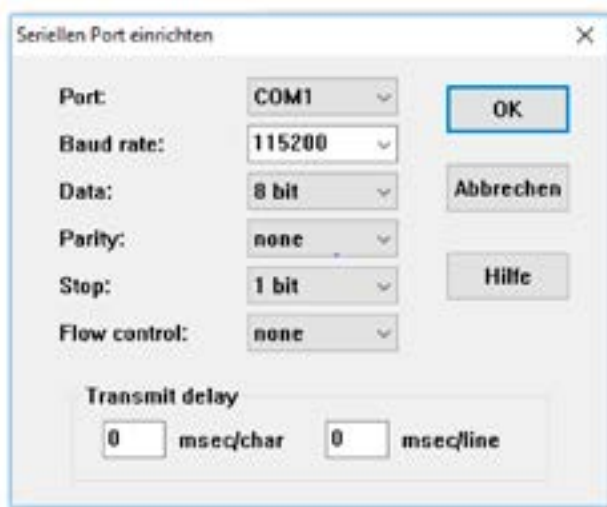 Seriellen Port einrichten
Port: COM1
OK
Baud rate: 115200
Data: 8 bit
Abbrechen
Parity: none
Stop: 1 bit
Hilfe
Flow control: none
Transmit delay
0 msec/char 0 msec/line